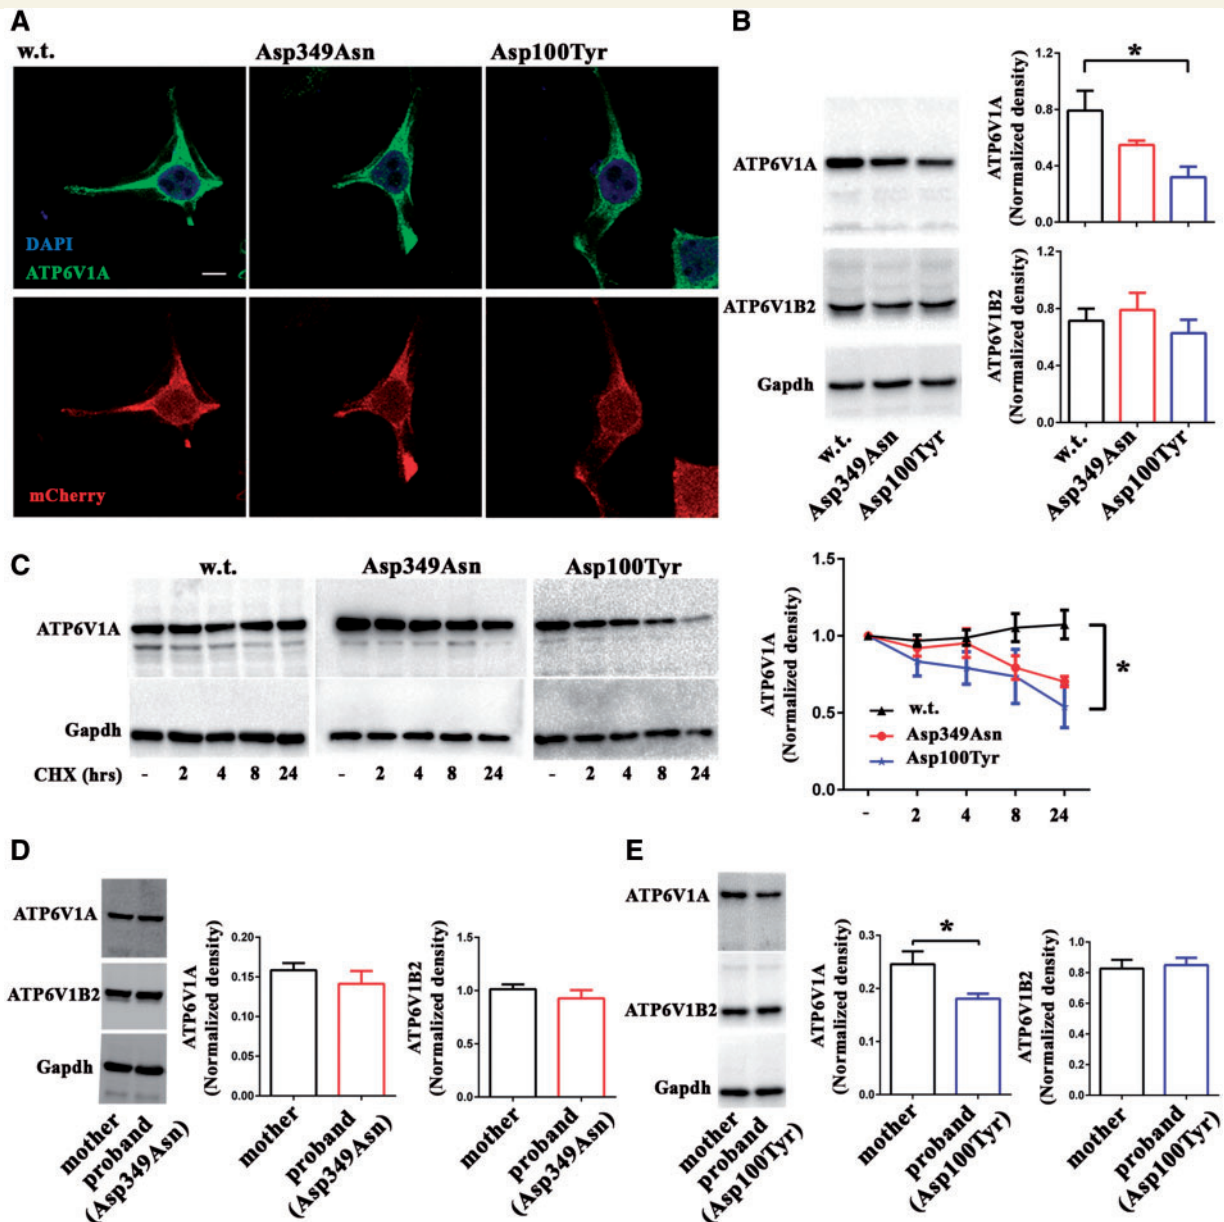 A
w.t.
Asp349Asn
Asp100Tyr
DAPI
ATP6V1A
mCherry
B
ATP6V1A
ATP6V1B2
Gapdh
w.t.
Asp349Asn
Asp100Tyr
ATP6V1A
(Normalized density)
1.2
0.8
0.4
0.0
*
ATP6V1B2
(Normalized density)
1.2
0.8
0.4
0.0
w.t.
Asp349Asn
Asp100Tyr
C
w.t.
Asp349Asn
Asp100Tyr
ATP6V1A
Gapdh
CHX (hrs)
- 2 4 8 24
- 2 4 8 24
- 2 4 8 24
ATP6V1A
(Normalized density)
1.5
1.0
0.5
0.0
w.t.
Asp349Asn
Asp100Tyr
*
- 2 4 8 24
D
ATP6V1A
ATP6V1B2
Gapdh
mother
proband
(Asp349Asn)
ATP6V1A
(Normalized density)
0.20
0.15
0.10
0.05
0.00
mother
proband
(Asp349Asn)
ATP6V1B2
(Normalized density)
1.5
1.0
0.5
0.0
mother
proband
(Asp349Asn)
E
ATP6V1A
ATP6V1B2
Gapdh
mother
proband
(Asp100Tyr)
ATP6V1A
(Normalized density)
0.3
0.2
0.1
0.0
*
mother
proband
(Asp100Tyr)
ATP6V1B2
(Normalized density)
1.0
0.8
0.6
0.4
0.2
0.0
mother
proband
(Asp100Tyr)